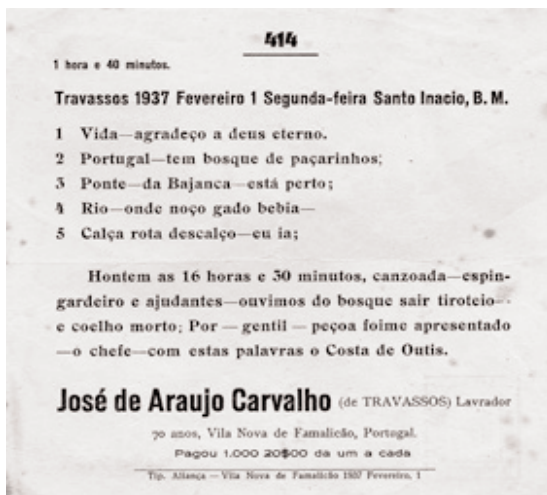 414
1 hora e 40 minutos.
Travassos 1937 Fevereiro 1 Segunda-feira Santo Inacio, B. M.
1 Vida—agradeço a deus eterno.
2 Portugal—tem bosque de paçarinhos;
3 Ponte—da Bajanca—está perto;
4 Rio—onde noço gado bebia—
5 Calça rota descalço—eu ia;
Hontem as 16 horas e 30 minutos, canzoada—espin-
gardeiro e ajudantes—ouvimos do bosque sair tiroteio—
e coelho morto; Por—gentil—peçoa foime apresentado
—o chefe—com estas palavras o Costa de Outis.
José de Araujo Carvalho (de TRAVASSOS) Lavrador
70 anos, Vila Nova de Famalicão, Portugal.
Pagou 1.000 20$00 da um a cada
Tip. Aliança — Vila Nova de Famalicão 1937 Fevereiro, 1